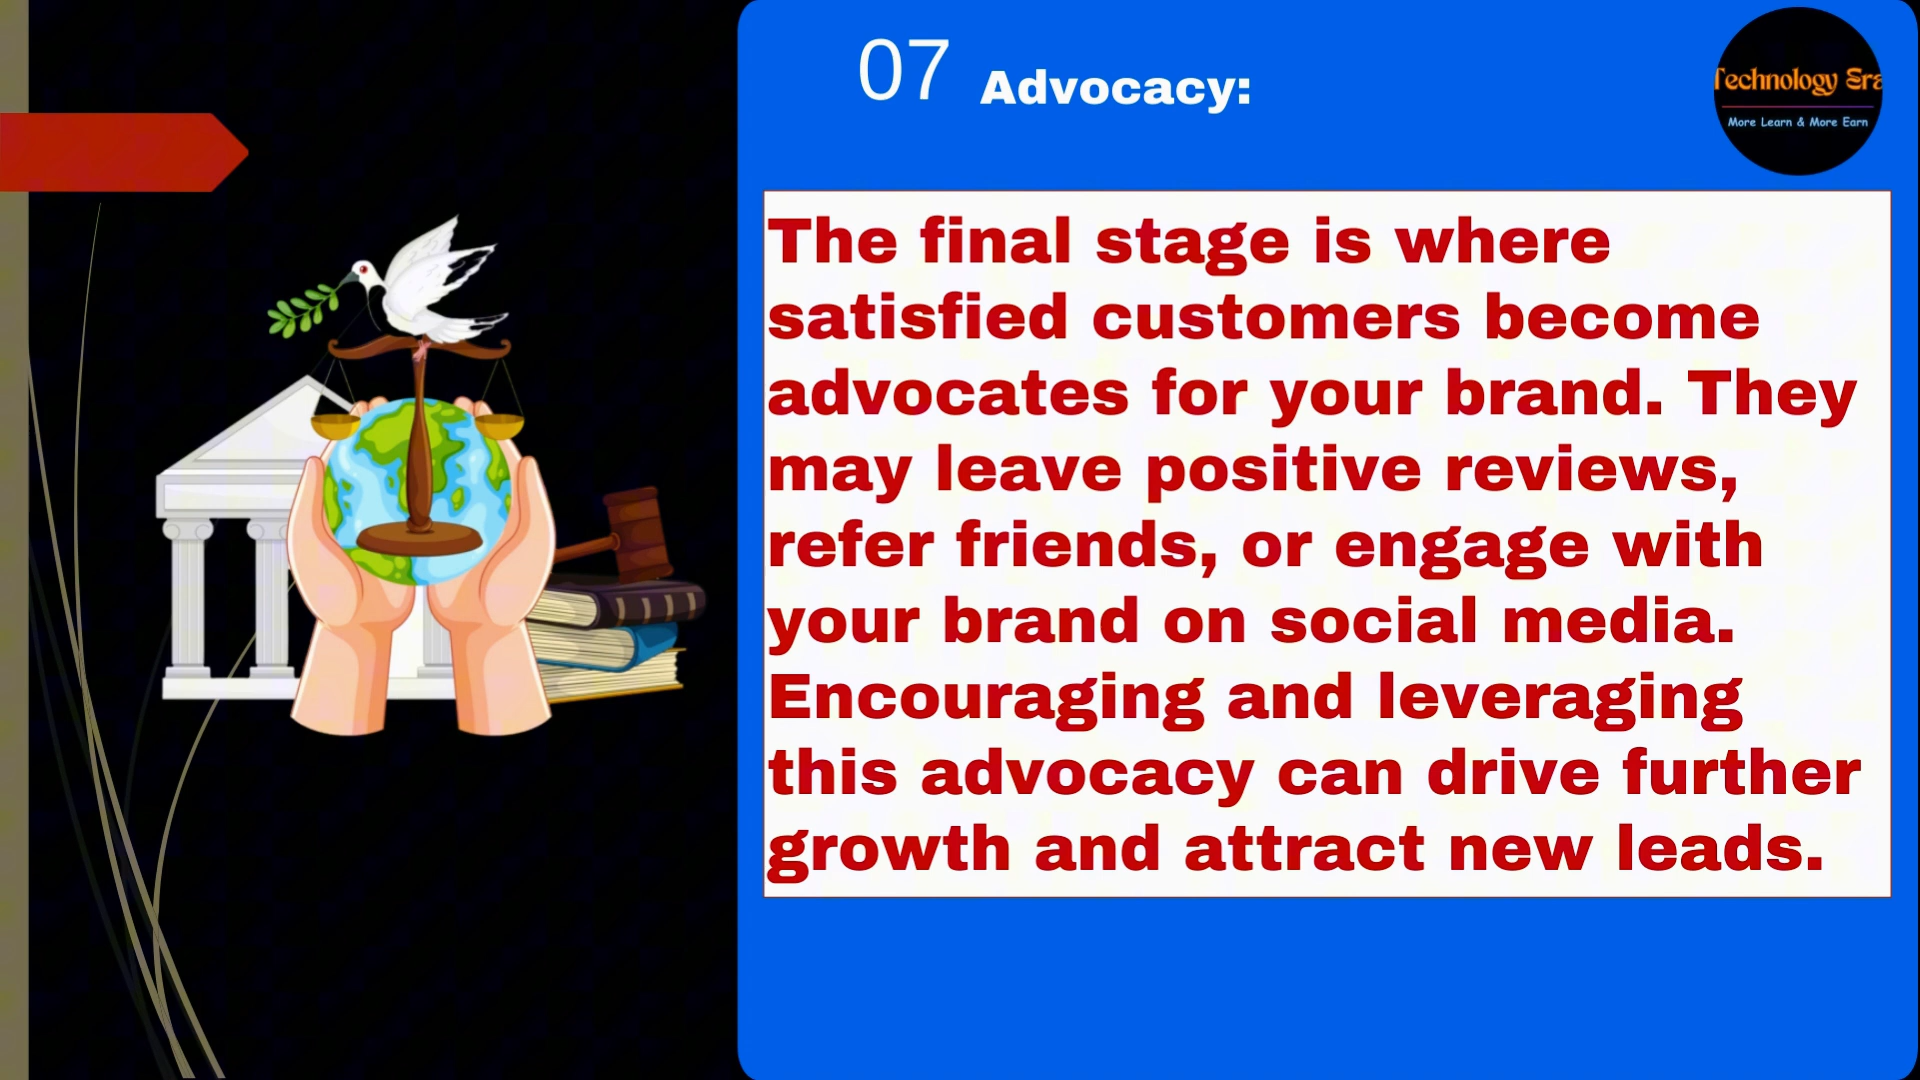 07 Advocacy:
Technology Era
More Learn & More Earn
The final stage is where
satisfied customers become
advocates for your brand. They
may leave positive reviews,
refer friends, or engage with
your brand on social media.
Encouraging and leveraging
this advocacy can drive further
growth and attract new leads.